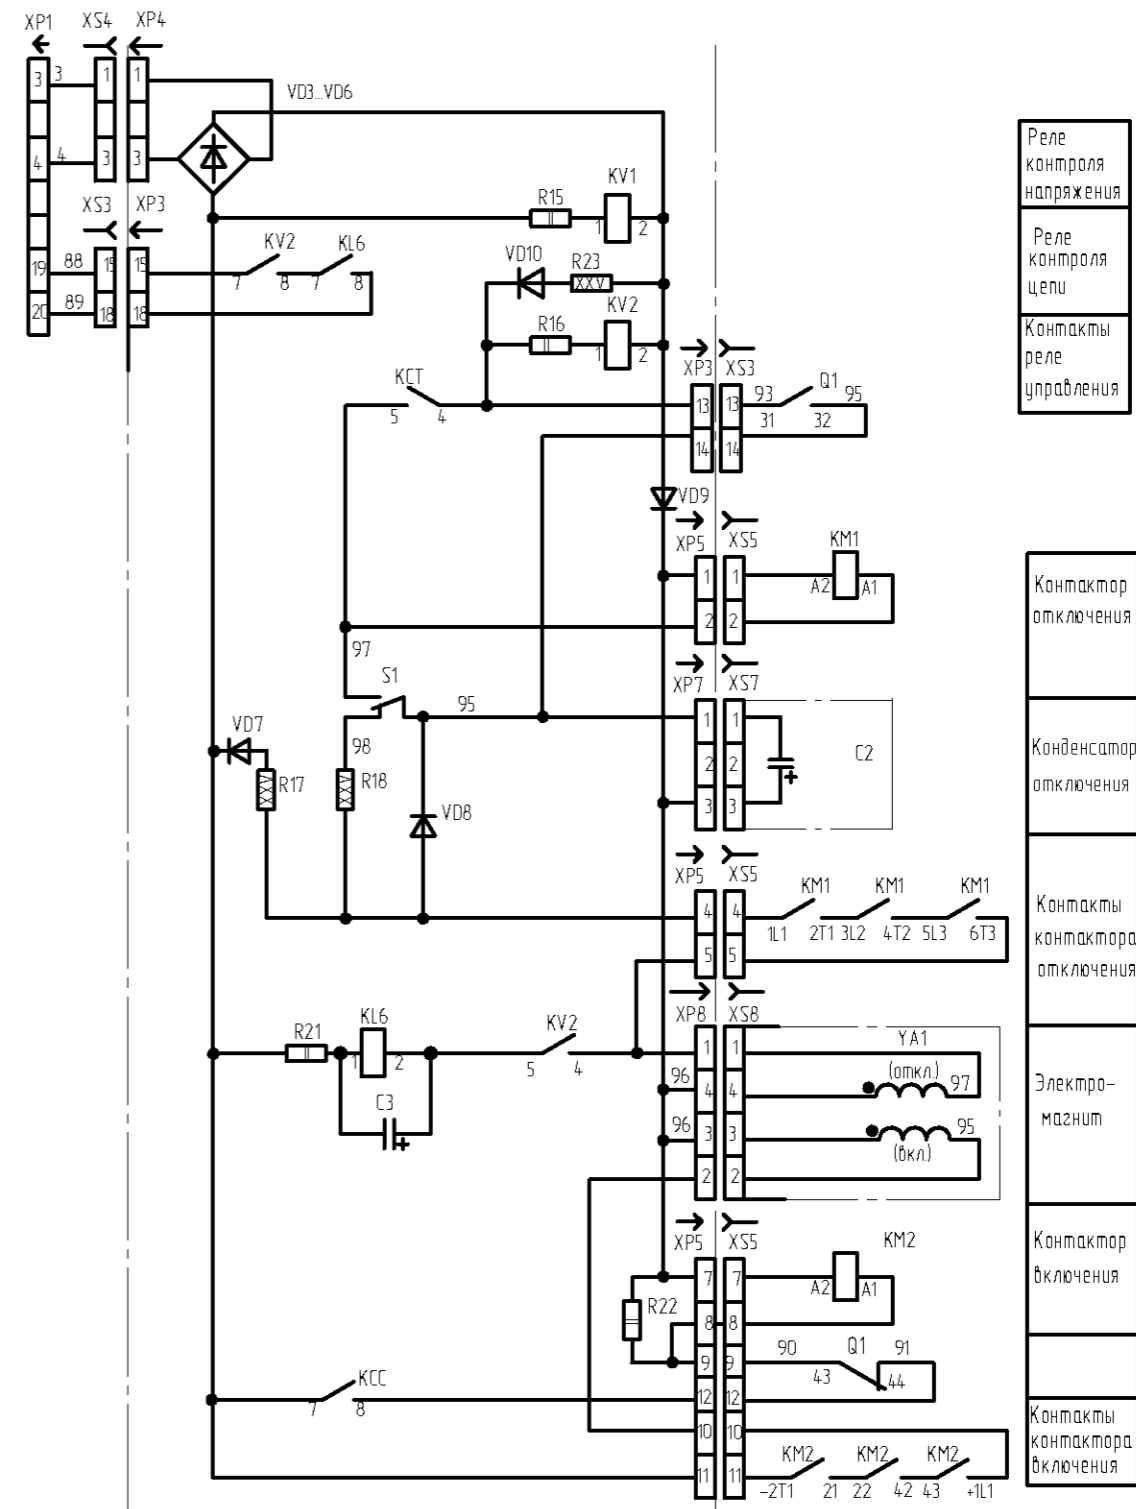 XP1 XS4 XP4
3 3 1 1
VD3...VD6
4 4 3 3
XS3 XP3
R15 KV1
1 2
KV2 KL6
19 88 15 15
7 8 7 8
20 89 18 18
VD10 R23
XXV
R16 KV2
1 2
XP3 XS3
KCT
5 4
13 13 93 Q1 95
31 32
14 14
VD9
XP5 XS5
KM1
1 1 A2 A1
2 2
97
XP7 XS7
S1
95
1 1
VD7
98
2 2 C2
R17 R18
3 3
VD8
XP5 XS5
KM1 KM1 KM1
4 4
1L1 2T1 3L2 4T2 5L3 6T3
5 5
XP8 XS8
R21 KL6 KV2
1 2
5 4
1 1 YA1
96 (откл.) 97
4 4
C3
96 3 3 95
(вкл.)
2 2
XP5 XS5
KM2
7 7 A2 A1
R22
8 8
9 9 90 Q1 91
43 44
KCC
7 8
12 12
10 10
KM2 KM2 KM2
11 11
-2T1 21 22 42 43 +1L1
Реле
контроля
напряжения
Реле
контроля
цепи
Контакты
реле
управления
Контактор
отключения
Конденсатор
отключения
Контакты
контактора
отключения
Электро-
магнит
Контактор
включения
Контакты
контактора
включения